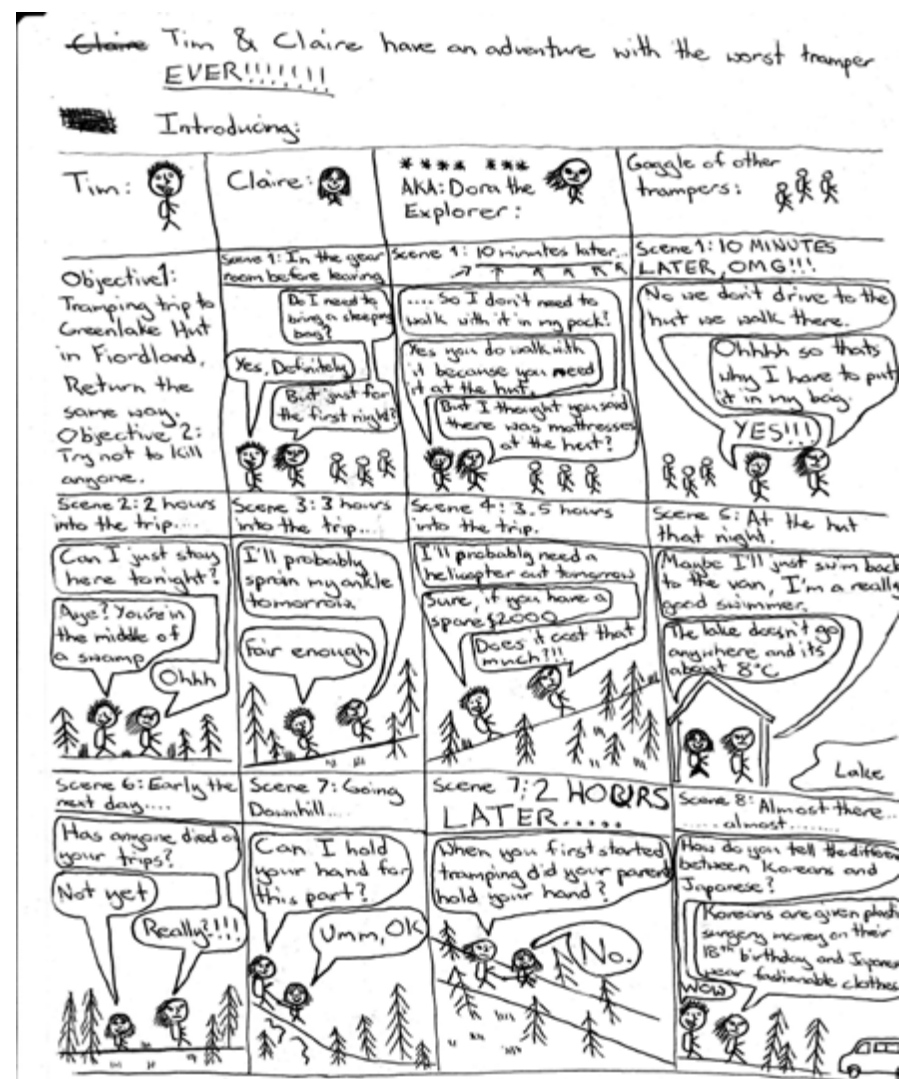 Claire Tim & Claire have an adventure with the worst tramper
EVER!!!!!!!
Introducing:
Tim:
Claire:
**** ****
AKA: Dora the
Explorer:
Gaggle of other
trampers:
Objective1:
Tramping trip to
Greenlake Hut
in Fiordland.
Return the
same way.
Objective 2:
Try not to kill
anyone.
Scene 1: In the gear
room before leaving
Do I need to
bring a sleeping
bag?
Yes, Definitely
But just for
the first night?
Scene 1: 10 minutes later...
.... So I don't need to
walk with it in my pack?
Yes you do walk with
it because you need
it at the hut.
But I thought you said
there was mattresses
at the heat?
Scene 1: 10 MINUTES
LATER, OMG!!!
No we don't drive to the
hut we walk there.
Ohhhh so thats
why I have to put
it in my bag.
YES!!!
Scene 2: 2 hours
into the trip....
Can I just stay
here tonight?
Aye? You're in
the middle of
a swamp
Ohhh
Scene 3: 3 hours
into the trip...
I'll probably
sprain my ankle
tomorrow.
Fair enough
Scene 4: 3.5 hours
into the trip.
I'll probably need a
helicopter out tomorrow
Sure, if you have a
spare $2000
Does it cost that
much?!!
Scene 5: At the hut
that night.
Maybe I'll just swim back
to the van, I'm a really
good swimmer.
The lake doesn't go
anywhere and its
about 8°C
Lake
Scene 6: Early the
next day....
Has anyone died on
your trips?
Not yet
Really?!!!
Scene 7: Going
Downhill...
Can I hold
your hand for
this part?
Umm, OK
Scene 7: 2 HOURS
LATER.....
When you first started
tramping did your parents
hold your hand?
No.
Scene 8: Almost there...
..... almost........
How do you tell the difference
between Koreans and
Japanese?
Koreans are given plastic
surgery money on their
18th birthday and Japanese
wear fashionable clothes
WOW